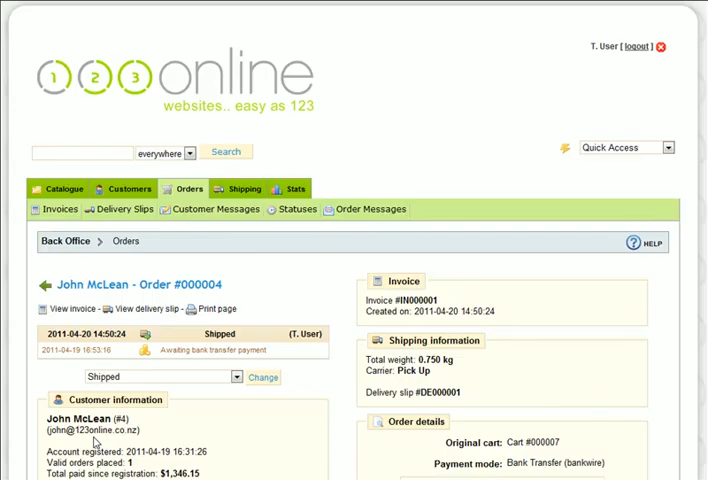 T. User [ logout ]
1 2 3 online
websites.. easy as 123
everywhere
Search
Quick Access
Catalogue Customers Orders Shipping Stats
Invoices Delivery Slips Customer Messages Statuses Order Messages
Back Office > Orders
HELP
John McLean - Order #000004
View invoice - View delivery slip - Print page
2011-04-20 14:50:24 Shipped (T. User)
2011-04-19 16:53:16 Awaiting bank transfer payment
Shipped Change
Customer information
John McLean (#4)
(john@123online.co.nz)
Account registered: 2011-04-19 16:31:26
Valid orders placed: 1
Total paid since registration: $1,346.15
Invoice
Invoice #IN000001
Created on: 2011-04-20 14:50:24
Shipping information
Total weight: 0.750 kg
Carrier: Pick Up
Delivery slip #DE000001
Order details
Original cart: Cart #000007
Payment mode: Bank Transfer (bankwire)